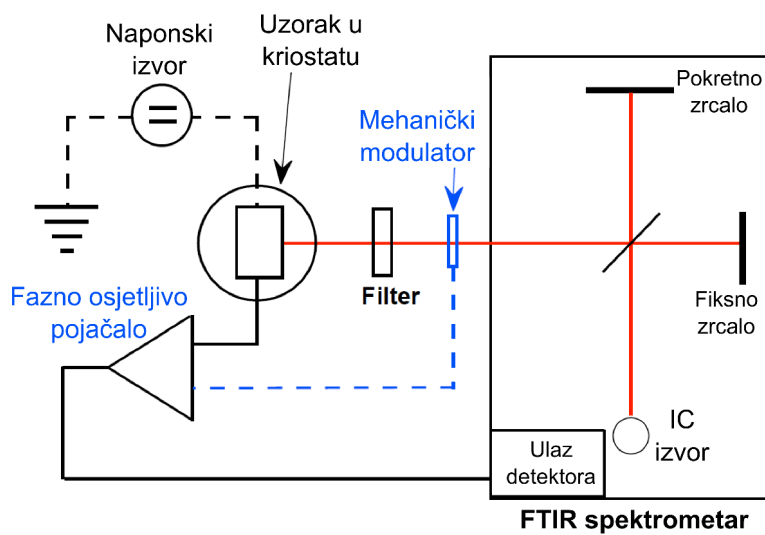 Naponski
izvor
Uzorak u
kriostatu
Mehanički
modulator
Pokretno
zrcalo
Fazno osjetljivo
pojačalo
Filter
Fiksno
zrcalo
IC
izvor
Ulaz
detektora
FTIR spektrometar